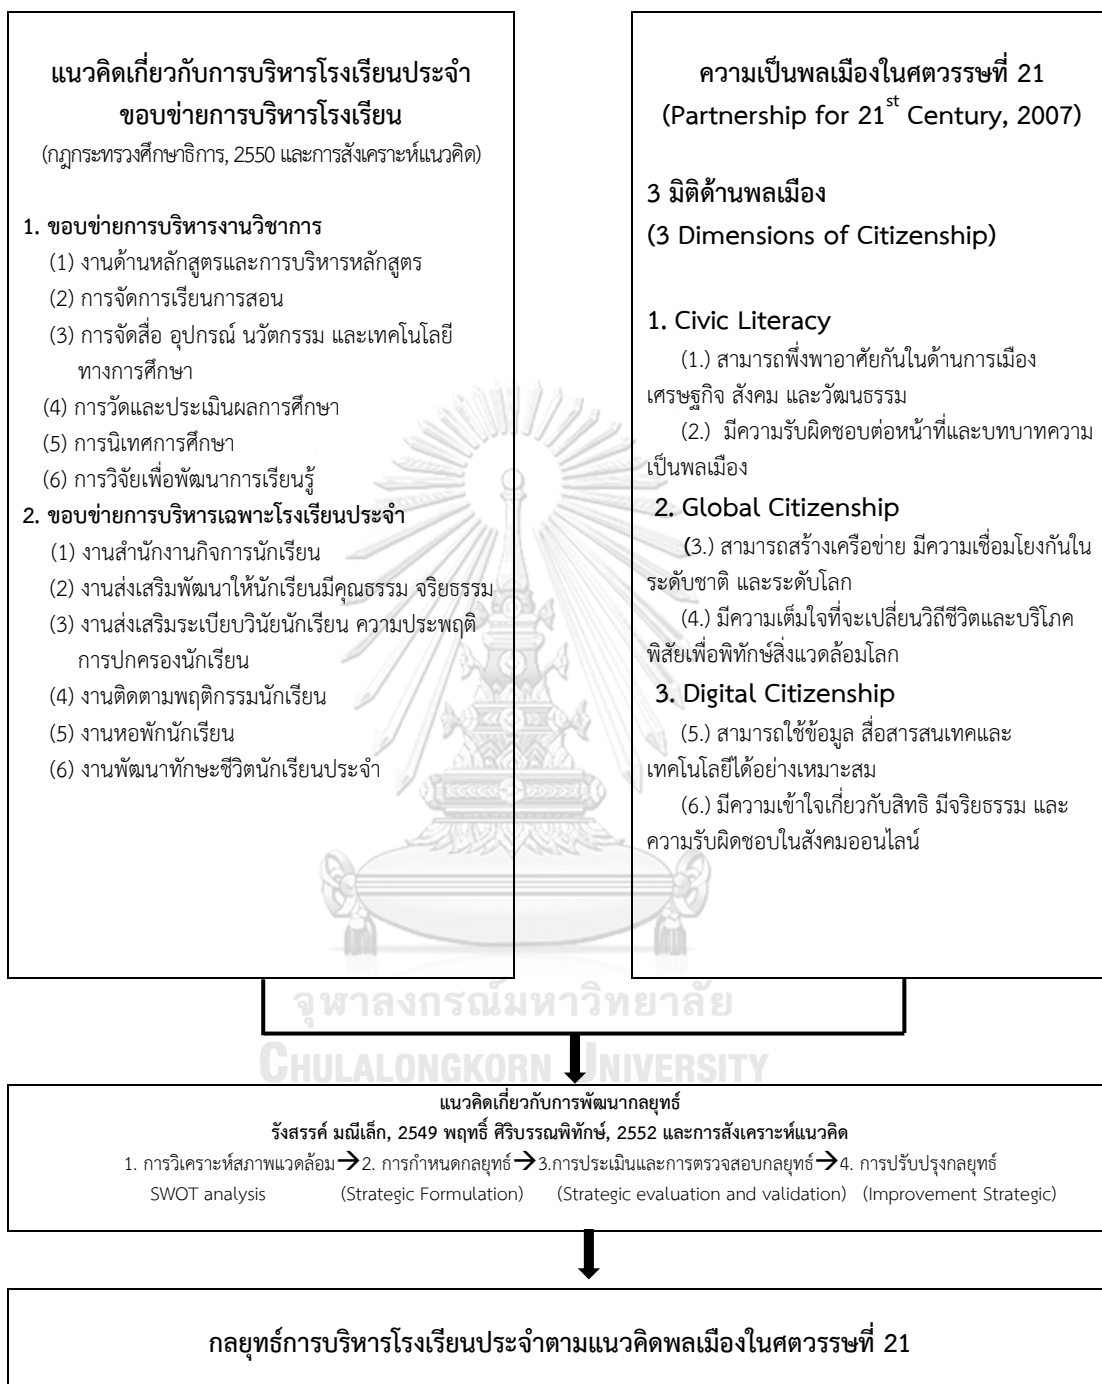 แนวคิดเกี่ยวกับการบริหารโรงเรียนประจำ
ขอบข่ายการบริหารโรงเรียน
(กฎกระทรวงศึกษาธิการ, 2550 และการสังเคราะห์แนวคิด)
1. ขอบข่ายการบริหารงานวิชาการ
(1) งานด้านหลักสูตรและการบริหารหลักสูตร
(2) การจัดการเรียนการสอน
(3) การจัดสื่อ อุปกรณ์ นวัตกรรม และเทคโนโลยี
ทางการศึกษา
(4) การวัดและประเมินผลการศึกษา
(5) การนิเทศการศึกษา
(6) การวิจัยเพื่อพัฒนาการเรียนรู้
2. ขอบข่ายการบริหารเฉพาะโรงเรียนประจำ
(1) งานสำนักงานกิจการนักเรียน
(2) งานส่งเสริมพัฒนาให้นักเรียนมีคุณธรรม จริยธรรม
(3) งานส่งเสริมระเบียบวินัยนักเรียน ความประพฤติ
การปกครองนักเรียน
(4) งานติดตามพฤติกรรมนักเรียน
(5) งานหอพักนักเรียน
(6) งานพัฒนาทักษะชีวิตนักเรียนประจำ
ความเป็นพลเมืองในศตวรรษที่ 21
(Partnership for 21st Century, 2007)
3 มิติด้านพลเมือง
(3 Dimensions of Citizenship)
1. Civic Literacy
(1.) สามารถพึ่งพาอาศัยกันในด้านการเมือง
เศรษฐกิจ สังคม และวัฒนธรรม
(2.) มีความรับผิดชอบต่อหน้าที่และบทบาทความ
เป็นพลเมือง
2. Global Citizenship
(3.) สามารถสร้างเครือข่าย มีความเชื่อมโยงกันใน
ระดับชาติ และระดับโลก
(4.) มีความเต็มใจที่จะเปลี่ยนวิถีชีวิตและบริโภค
พิสัยเพื่อพิทักษ์สิ่งแวดล้อมโลก
3. Digital Citizenship
(5.) สามารถใช้ข้อมูล สื่อสารสนเทศและ
เทคโนโลยีได้อย่างเหมาะสม
(6.) มีความเข้าใจเกี่ยวกับสิทธิ มีจริยธรรม และ
ความรับผิดชอบในสังคมออนไลน์
จุฬาลงกรณ์มหาวิทยาลัย
CHULALONGKORN UNIVERSITY
แนวคิดเกี่ยวกับการพัฒนากลยุทธ์
รังสรรค์ มณีเล็ก, 2549 พฤทธิ์ ศิริบรรณพิทักษ์, 2552 และการสังเคราะห์แนวคิด
1. การวิเคราะห์สภาพแวดล้อม→2. การกำหนดกลยุทธ์→3.การประเมินและการตรวจสอบกลยุทธ์→4. การปรับปรุงกลยุทธ์
SWOT analysis (Strategic Formulation) (Strategic evaluation and validation) (Improvement Strategic)
กลยุทธ์การบริหารโรงเรียนประจำตามแนวคิดพลเมืองในศตวรรษที่ 21